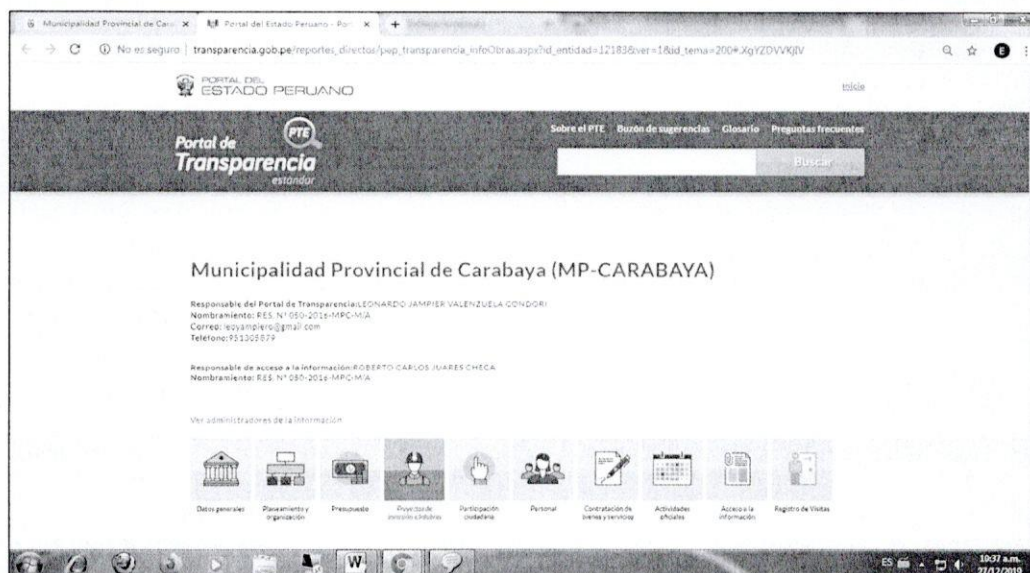 Municipalidad Provincial de Cara
Portal del Estado Peruano - Por
No es seguro | transparencia.gob.pe/reportes_directos/pep_transparencia_infoObras.aspx?id_entidad=12183&ver=1&id_tema=200#.XgYZOVVKjIV
PORTAL DEL
ESTADO PERUANO
Inicio
Sobre el PTE Buzón de sugerencias Glosario Preguntas frecuentes
PTE
Portal de
Transparencia
estándar
Buscar
Municipalidad Provincial de Carabaya (MP-CARABAYA)
Responsable del Portal de Transparencia:LEONARDO JAMPIER VALENZUELA CONDORI
Nombramiento: RES. Nº 050-2016-MPC-M/A
Correo: leoyampiero@gmail.com
Teléfono:951305879
Responsable de acceso a la información:ROBERTO CARLOS JUARES CHECA
Nombramiento: RES. Nº 050-2016-MPC-M/A
Ver administradores de la información
Datos generales
Planeamiento y
organización
Presupuesto
Proyectos de
inversión e Infobras
Participación
ciudadana
Personal
Contratación de
bienes y servicios
Actividades
oficiales
Acceso a la
información
Registro de Visitas
W
ES
10:37 a.m.
27/12/2019